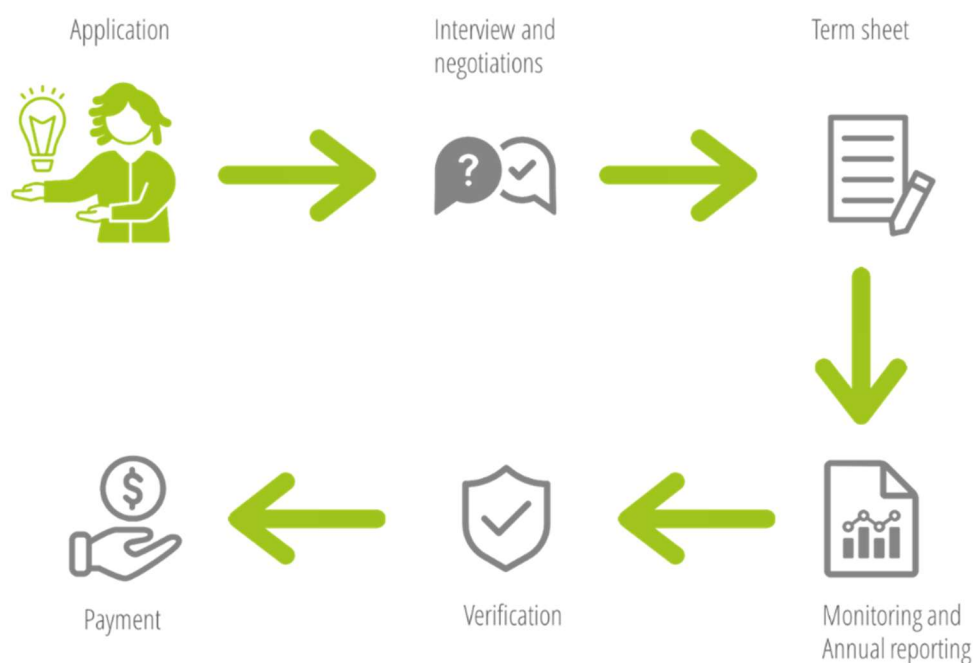 Application
Interview and
negotiations
Term sheet
?
$
Payment
Verification
Monitoring and
Annual reporting